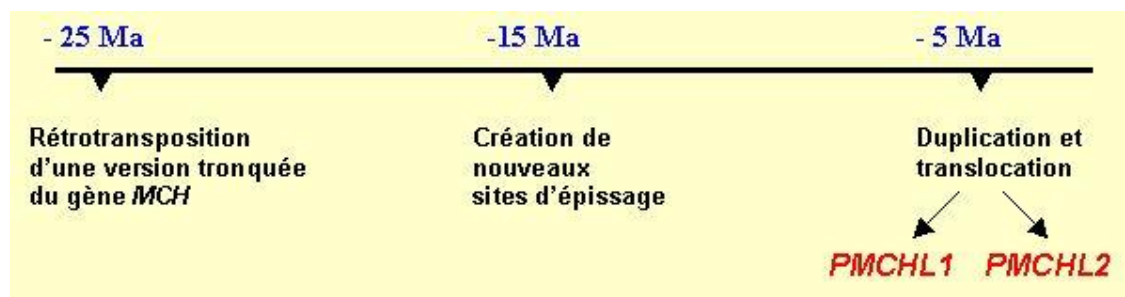 - 25 Ma
-15 Ma
- 5 Ma
Rétrotransposition
d'une version tronquée
du gène MCH
Création de
nouveaux
sites d'épissage
Duplication et
translocation
PMCHL1 PMCHL2